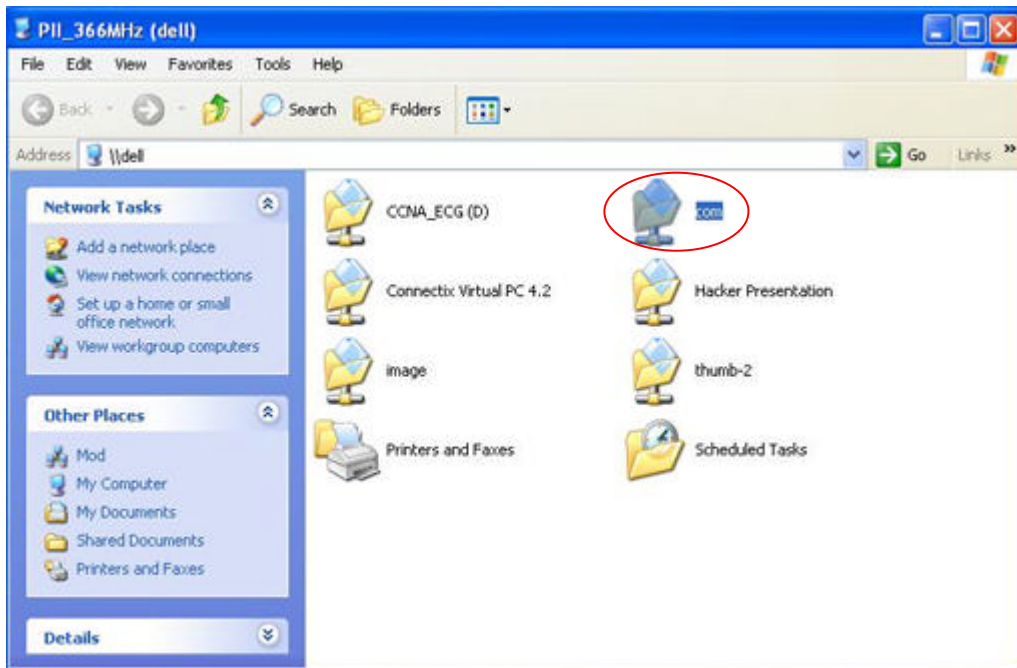 PII_366MHz (dell)
File Edit View Favorites Tools Help
Back Search Folders
Address \\dell Go Links »
Network Tasks
Add a network place
View network connections
Set up a home or small
office network
View workgroup computers
Other Places
Mod
My Computer
My Documents
Shared Documents
Printers and Faxes
Details
CCNA_ECG (D) com
Connectix Virtual PC 4.2 Hacker Presentation
image thumb-2
Printers and Faxes Scheduled Tasks